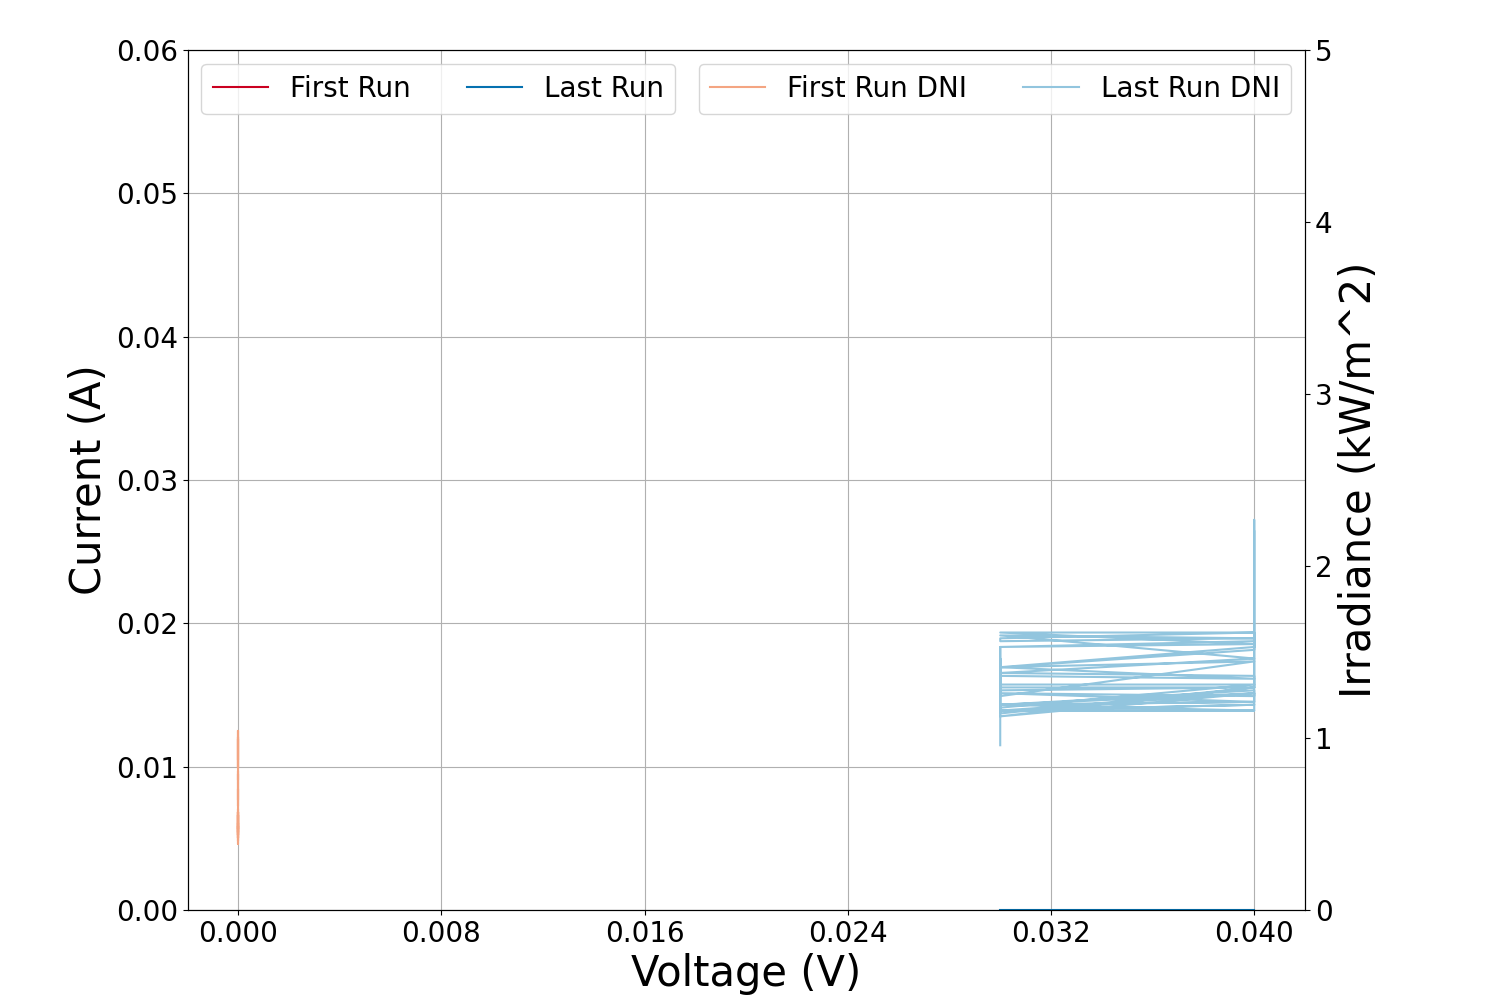 First Run
Last Run
First Run DNI
Last Run DNI
Current (A)
0.06
0.05
0.04
0.03
0.02
0.01
0.00
Irradiance (kW/m^2)
5
4
3
2
1
0
0.000 0.008 0.016 0.024 0.032 0.040
Voltage (V)